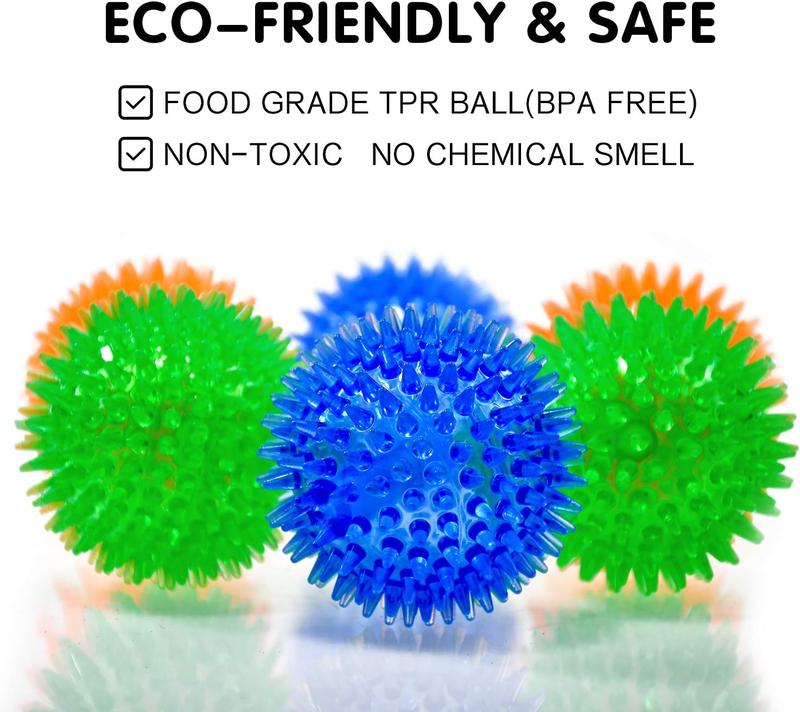 ECO-FRIENDLY & SAFE
FOOD GRADE TPR BALL(BPA FREE)
NON-TOXIC NO CHEMICAL SMELL